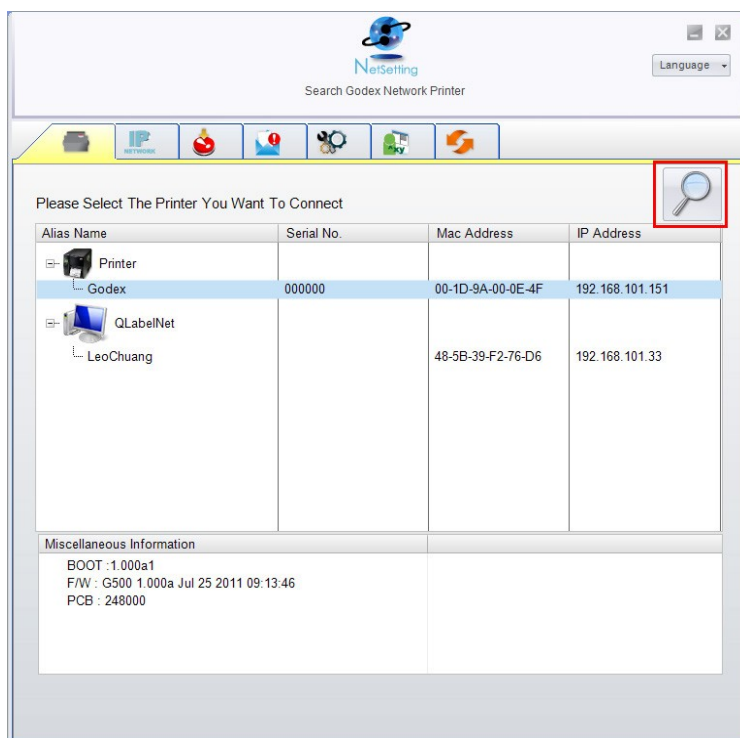 NetSetting
Language
Search Godex Network Printer
IP
NETWORK
Please Select The Printer You Want To Connect
Alias Name Serial No. Mac Address IP Address
Printer
Godex 000000 00-1D-9A-00-0E-4F 192.168.101.151
QLabelNet
LeoChuang 48-5B-39-F2-76-D6 192.168.101.33
Miscellaneous Information
BOOT :1.000a1
F/W : G500 1.000a Jul 25 2011 09:13:46
PCB : 248000